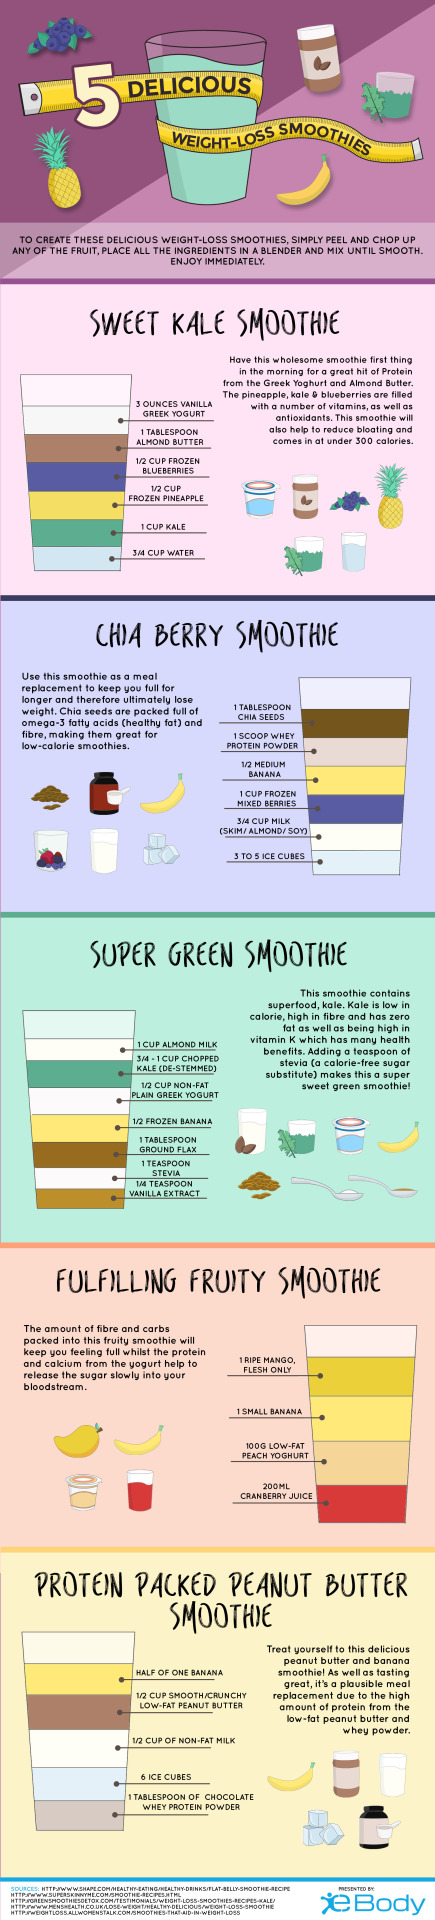 5 DELICIOUS
WEIGHT-LOSS SMOOTHIES
TO CREATE THESE DELICIOUS WEIGHT-LOSS SMOOTHIES, SIMPLY PEEL AND CHOP UP
ANY OF THE FRUIT, PLACE ALL THE INGREDIENTS IN A BLENDER AND MIX UNTIL SMOOTH.
ENJOY IMMEDIATELY.
SWEET KALE SMOOTHIE
Have this wholesome smoothie first thing
in the morning for a great hit of Protein
from the Greek Yoghurt and Almond Butter.
The pineapple, kale & blueberries are filled
with a number of vitamins, as well as
antioxidants. This smoothie will
also help to reduce bloating and
comes in at under 300 calories.
3 OUNCES VANILLA
GREEK YOGURT
1 TABLESPOON
ALMOND BUTTER
1/2 CUP FROZEN
BLUEBERRIES
1/2 CUP
FROZEN PINEAPPLE
1 CUP KALE
3/4 CUP WATER
CHIA BERRY SMOOTHIE
Use this smoothie as a meal
replacement to keep you full for
longer and therefore ultimately lose
weight. Chia seeds are packed full of
omega-3 fatty acids (healthy fat) and
fibre, making them great for
low-calorie smoothies.
1 TABLESPOON
CHIA SEEDS
1 SCOOP WHEY
PROTEIN POWDER
1/2 MEDIUM
BANANA
1 CUP FROZEN
MIXED BERRIES
3/4 CUP MILK
(SKIM/ ALMOND/ SOY)
3 TO 5 ICE CUBES
SUPER GREEN SMOOTHIE
This smoothie contains
superfood, kale. Kale is low in
calorie, high in fibre and has zero
fat as well as being high in
vitamin K which has many health
benefits. Adding a teaspoon of
stevia (a calorie-free sugar
substitute) makes this a super
sweet green smoothie!
1 CUP ALMOND MILK
3/4 - 1 CUP CHOPPED
KALE (DE-STEMMED)
1/2 CUP NON-FAT
PLAIN GREEK YOGURT
1/2 FROZEN BANANA
1 TABLESPOON
GROUND FLAX
1 TEASPOON
STEVIA
1/4 TEASPOON
VANILLA EXTRACT
FULFILLING FRUITY SMOOTHIE
The amount of fibre and carbs
packed into this fruity smoothie will
keep you feeling full whilst the protein
and calcium from the yogurt help to
release the sugar slowly into your
bloodstream.
1 RIPE MANGO,
FLESH ONLY
1 SMALL BANANA
100G LOW-FAT
PEACH YOGHURT
200ML
CRANBERRY JUICE
PROTEIN PACKED PEANUT BUTTER
SMOOTHIE
Treat yourself to this delicious
peanut butter and banana
smoothie! As well as tasting
great, it's a plausible meal
replacement due to the high
amount of protein from the
low-fat peanut butter and
whey powder.
HALF OF ONE BANANA
1/2 CUP SMOOTH/CRUNCHY
LOW-FAT PEANUT BUTTER
1/2 CUP OF NON-FAT MILK
6 ICE CUBES
1 TABLESPOON OF CHOCOLATE
WHEY PROTEIN POWDER
SOURCES: HTTP://WWW.SHAPE.COM/HEALTHY-EATING/HEALTHY-DRINKS/FLAT-BELLY-SMOOTHIE-RECIPE
HTTP://WWW.SUPERSKINNYME.COM/SMOOTHIE-RECIPES.HTML
HTTP://GREENSMOOTHIESDETOX.COM/TESTIMONIALS/WEIGHT-LOSS-SMOOTHIES-RECIPES-KALE/
HTTP://WWW.MENSHEALTH.CO.UK/LOSE-WEIGHT/HEALTHY-DELICIOUS/WEIGHT-LOSS-SMOOTHIE
HTTP://WEIGHTLOSS.ALLWOMENSTALK.COM/SMOOTHIES-THAT-AID-IN-WEIGHT-LOSS
PRESENTED BY:
eBody